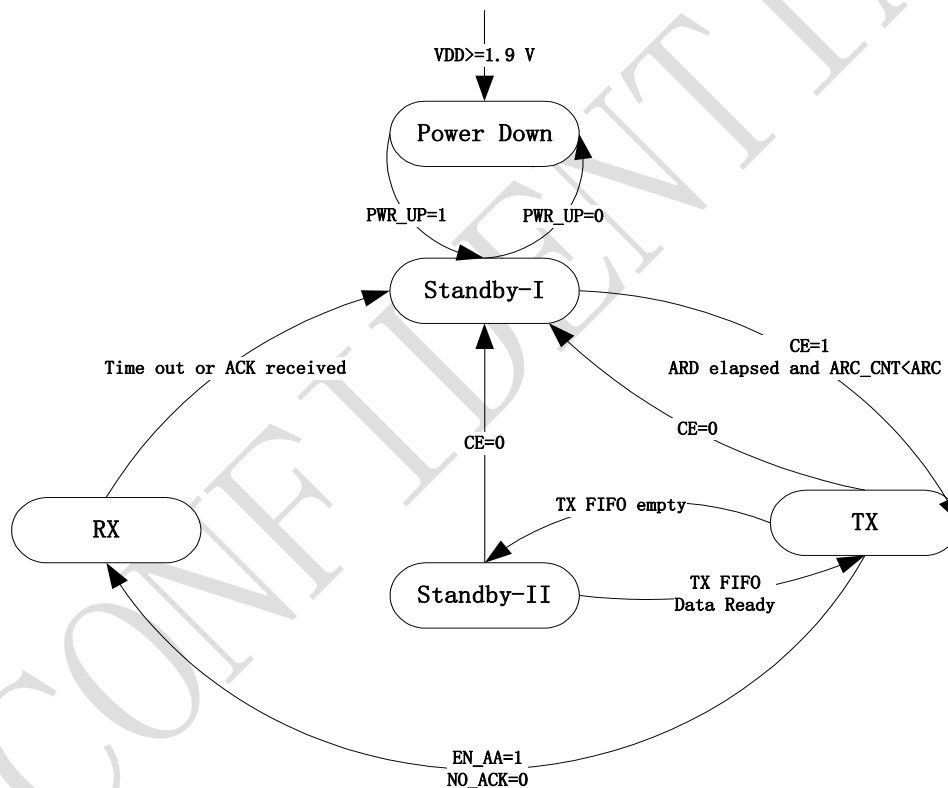 VDD>=1.9 V
Power Down
PWR_UP=1
PWR_UP=0
Standby-I
Time out or ACK received
CE=1
ARD elapsed and ARC_CNT<ARC
CE=0
CE=0
TX FIFO empty
RX
TX
Standby-II
TX FIFO
Data Ready
EN_AA=1
NO_ACK=0
CONFIDENTI